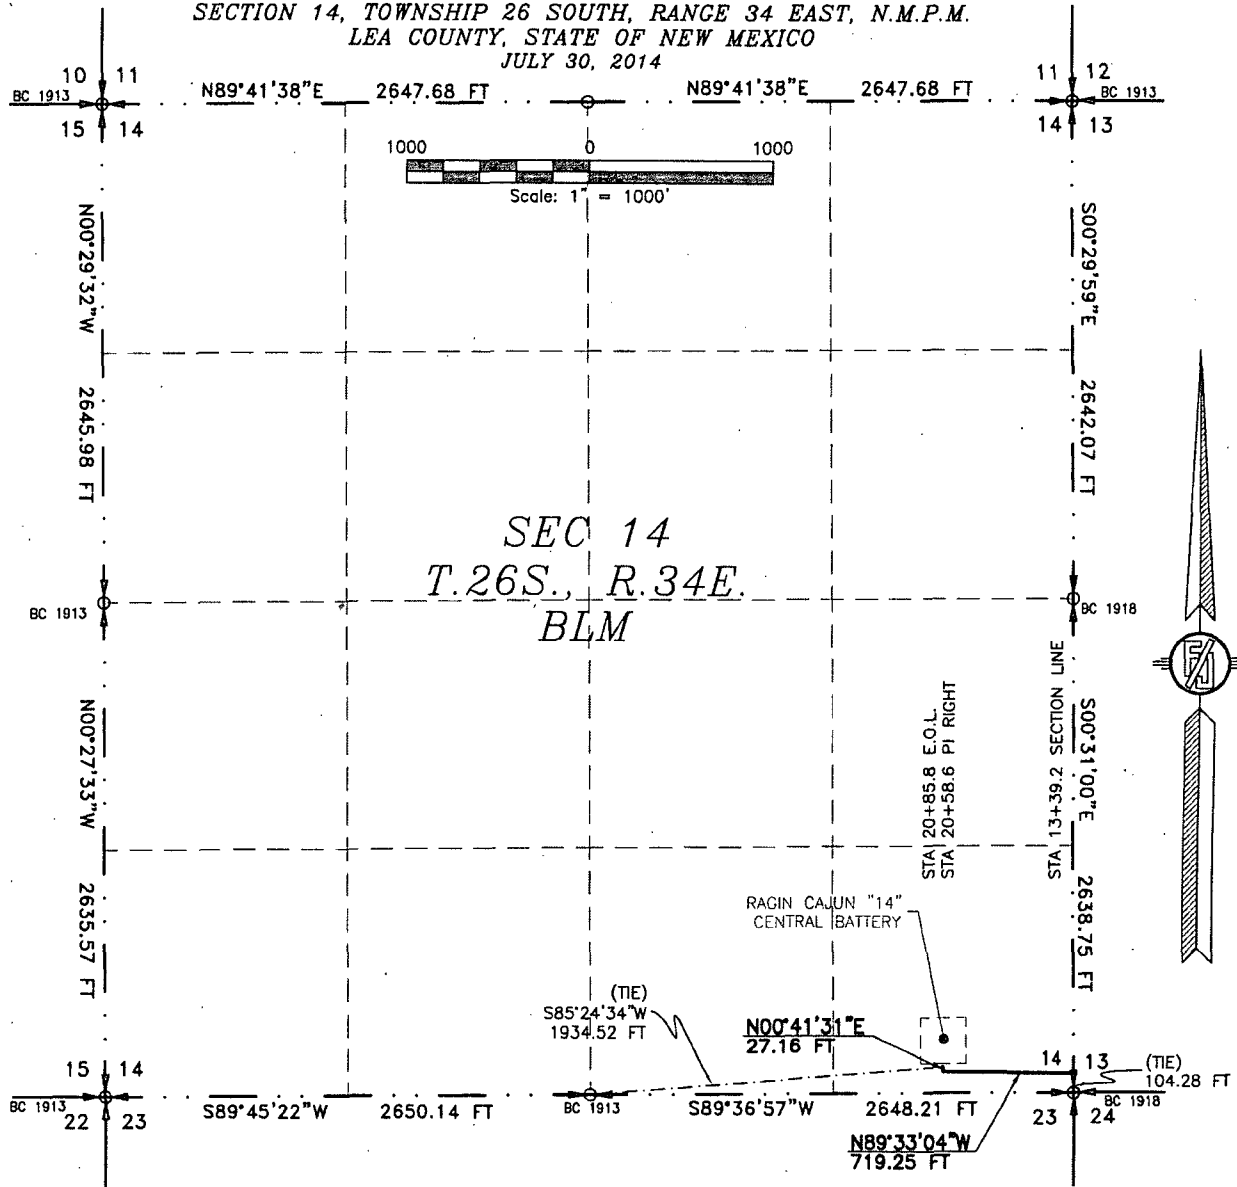 SECTION 14, TOWNSHIP 26 SOUTH, RANGE 34 EAST, N.M.P.M.
LEA COUNTY, STATE OF NEW MEXICO
JULY 30, 2014
10 11
BC 1913
15 14
N89°41'38"E 2647.68 FT
N89°41'38"E 2647.68 FT
11 12
BC 1913
14 13
1000 0 1000
Scale: 1" = 1000'
N00°29'32"W
2645.98 FT
S00°29'59"E
2642.07 FT
SEC 14
T.26S., R.34E.
BLM
BC 1913
BC 1918
N00°27'33"W
2635.57 FT
STA 20+85.8 E.O.L.
STA 20+58.6 PI RIGHT
STA 13+39.2 SECTION LINE
S00°31'00"E
2638.75 FT
RAGIN CAJUN "14"
CENTRAL BATTERY
(TIE)
S85°24'34"W
1934.52 FT
N00°41'31"E
27.16 FT
15 14
BC 1913
22 23
S89°45'22"W 2650.14 FT
BC 1913
S89°36'57"W 2648.21 FT
14 13
(TIE)
104.28 FT
BC 1918
23 24
N89°33'04"W
719.25 FT